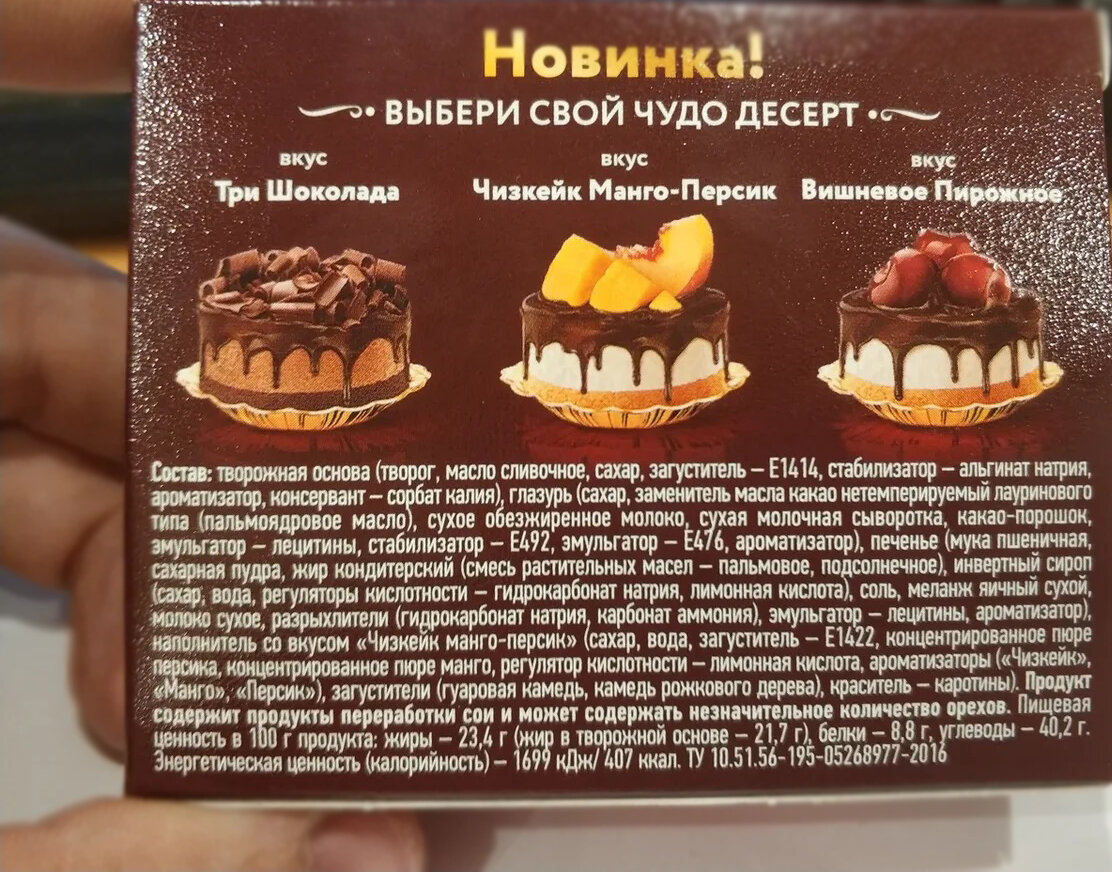 Новинка!
ВЫБЕРИ СВОЙ ЧУДО ДЕСЕРТ
вкус
Три Шоколада
вкус
Чизкейк Манго-Персик
вкус
Вишневое Пирожное
Состав: творожная основа (творог, масло сливочное, сахар, загуститель – Е1414, стабилизатор – альгинат натрия,
ароматизатор, консервант – сорбат калия), глазурь (сахар, заменитель масла какао нетемперируемый лауринового
типа (пальмоядровое масло), сухое обезжиренное молоко, сухая молочная сыворотка, какао-порошок,
эмульгатор – лецитины, стабилизатор – Е492, эмульгатор – Е476, ароматизатор), печенье (мука пшеничная,
сахарная пудра, жир кондитерский (смесь растительных масел – пальмовое, подсолнечное), инвертный сироп
(сахар, вода, регуляторы кислотности – гидрокарбонат натрия, лимонная кислота), соль, меланж яичный сухой,
молоко сухое, разрыхлители (гидрокарбонат натрия, карбонат аммония), эмульгатор – лецитины, ароматизатор),
наполнитель со вкусом «Чизкейк манго-персик» (сахар, вода, загуститель – Е1422, концентрированное пюре
персика, концентрированное пюре манго, регулятор кислотности – лимонная кислота, ароматизаторы («Чизкейк»,
«Манго», «Персик»), загустители (гуаровая камедь, камедь рожкового дерева), краситель – каротины). Продукт
содержит продукты переработки сои и может содержать незначительное количество орехов. Пищевая
ценность в 100 г продукта: жиры – 23,4 г (жир в творожной основе – 21,7 г), белки – 8,8 г, углеводы – 40,2 г.
Энергетическая ценность (калорийность) – 1699 кДж/ 407 ккал. ТУ 10.51.56-195-05268977-2016